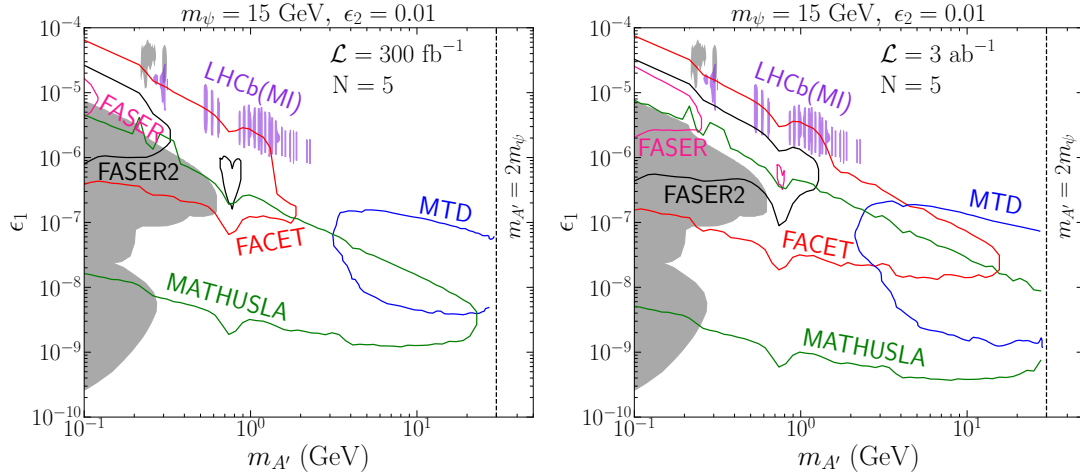 m_ψ = 15 GeV, ϵ_2 = 0.01
10^{-4}
10^{-5}
10^{-6}
10^{-7}
10^{-8}
10^{-9}
10^{-10}
ϵ_1
ℒ = 300 fb^{-1}
N = 5
LHCb(MI)
FASER
FASER2
MTD
FACET
MATHUSLA
m_{A′} = 2m_ψ
10^{-1}
10^0
10^1
m_{A′} (GeV)
m_ψ = 15 GeV, ϵ_2 = 0.01
10^{-4}
10^{-5}
10^{-6}
10^{-7}
10^{-8}
10^{-9}
10^{-10}
ϵ_1
ℒ = 3 ab^{-1}
N = 5
LHCb(MI)
FASER
FASER2
MTD
FACET
MATHUSLA
m_{A′} = 2m_ψ
10^{-1}
10^0
10^1
m_{A′} (GeV)